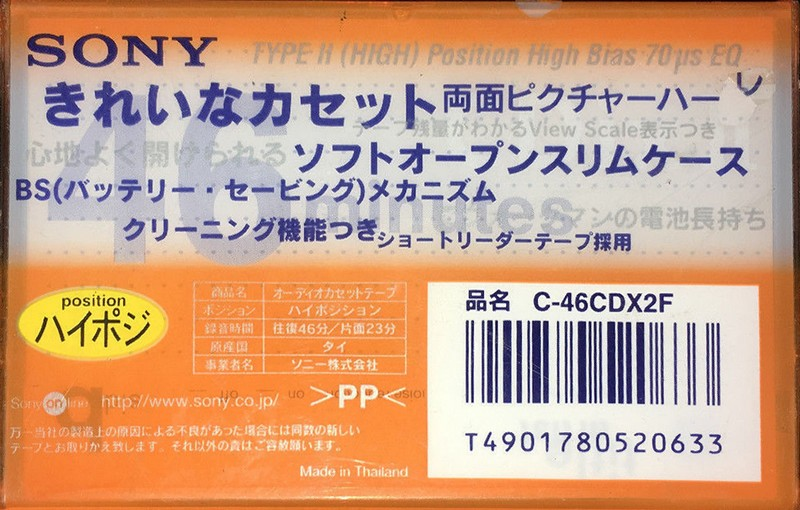 SONY
TYPE II (HIGH) Position High Bias 70μs EQ
きれいなカセット両面ピクチャーハー
テープ残量がわかるView Scale表示つき
心地よく開けられる
ソフトオープンスリムケース
BS(バッテリー・セービング)メカニズム
46 minutes
クマンの電池長持ち
クリーニング機能つき
ショートリーダーテープ採用
position
ハイポジ
商品名 オーディオカセットテープ
ポジション ハイポジション
録音時間 往復46分/片面23分
原産国 タイ
事業者名 ソニー株式会社
品名 C-46CDX2F
T4901780520633
Sony online http://www.sony.co.jp/
>PP<
万一当社の製造上の原因による不良があった場合には同数の新しい
テープとお取りかえ致します。それ以外の責はご容赦願います。
Made in Thailand